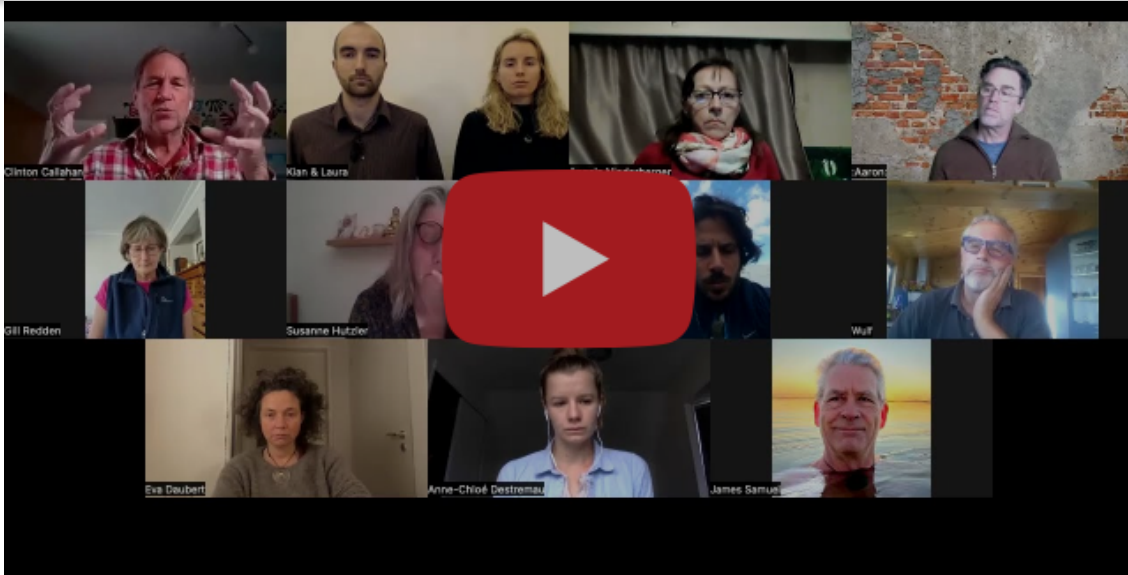 Clinton Callahan
Kian & Laura
:Aaron:
Gill Redden
Susanne Hutzler
Wulf
Eva Daubert
Anne-Chloé Destremau
James Samuel